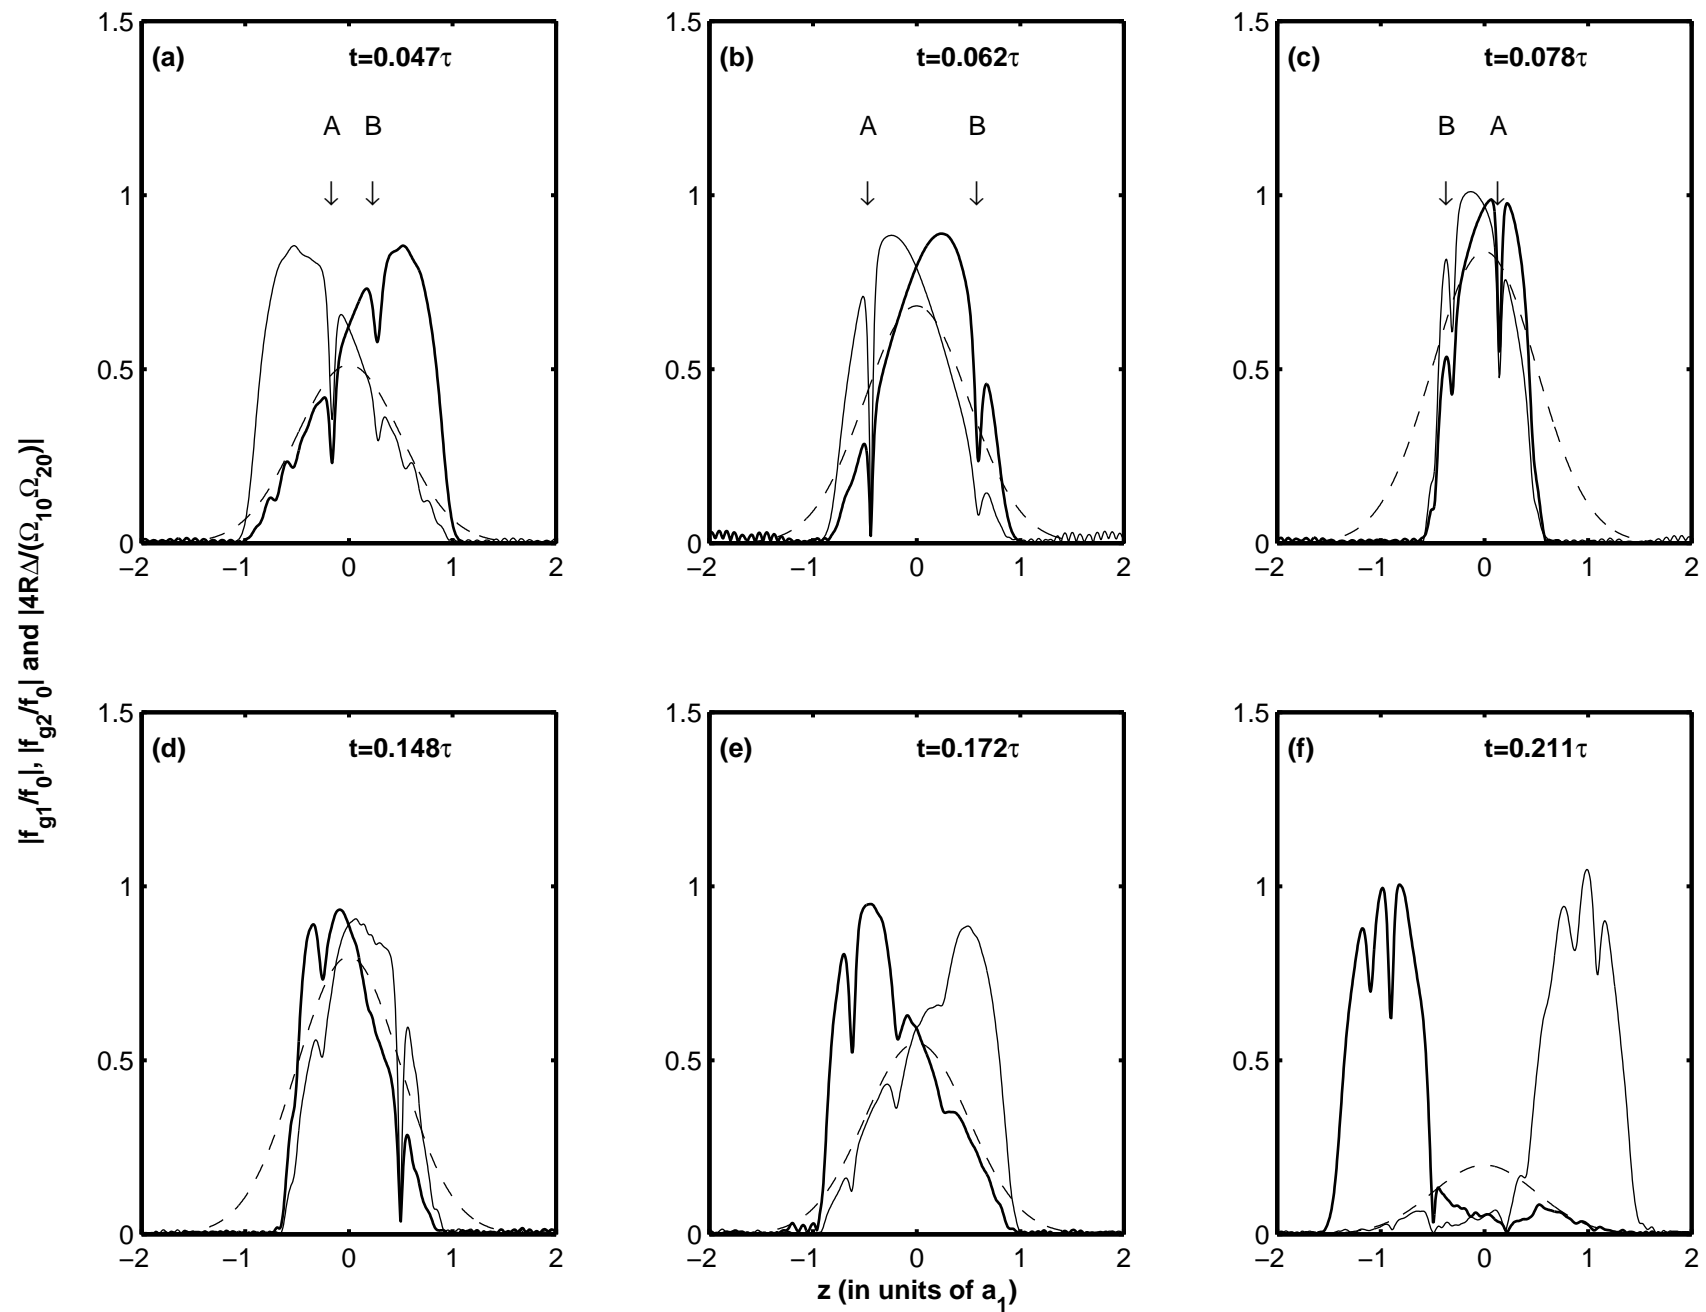 |f_g1/f_0|, |f_g2/f_0| and |4RΔ/(Ω_10Ω_20)|
1.5
1
0.5
0
(a) t=0.047τ
A B
↓ ↓
−2 −1 0 1 2
1.5
1
0.5
0
(b) t=0.062τ
A B
↓ ↓
−2 −1 0 1 2
1.5
1
0.5
0
(c) t=0.078τ
B A
↓ ↓
−2 −1 0 1 2
1.5
1
0.5
0
(d) t=0.148τ
−2 −1 0 1 2
1.5
1
0.5
0
(e) t=0.172τ
−2 −1 0 1 2
1.5
1
0.5
0
(f) t=0.211τ
−2 −1 0 1 2
z (in units of a_1)